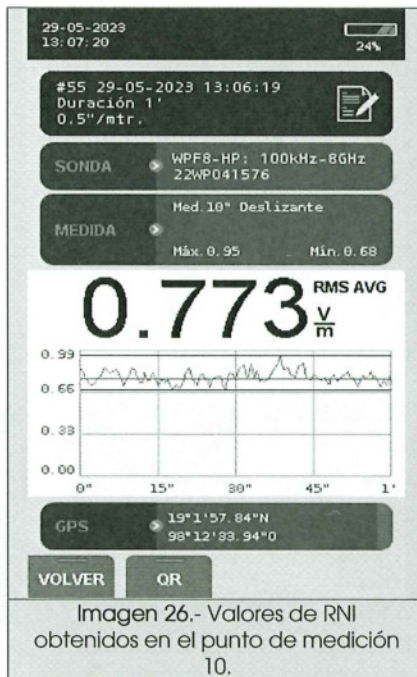 29-05-2023
13:07:20
24%
#55 29-05-2023 13:06:19
Duración 1'
0.5"/mtr.
SONDA
WPF8-HP: 100kHz-8GHz
22WP041576
MEDIDA
Med.10" Deslizante
Máx.0.95 Mín.0.68
0.773 RMS AVG
V/m
0.99
0.66
0.33
0.00
0" 15" 30" 45" 1'
GPS
19°1'57.84"N
98°12'33.94"O
VOLVER QR
Imagen 26.- Valores de RNI
obtenidos en el punto de medición
10.